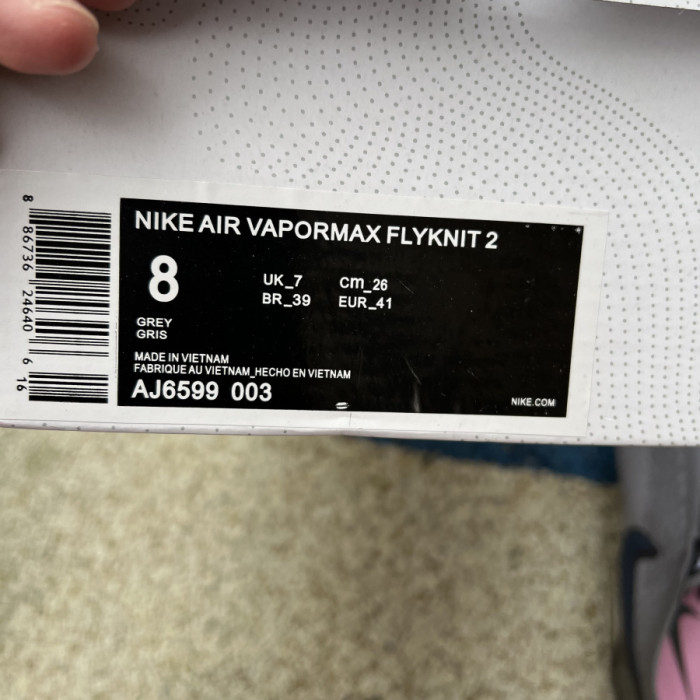 NIKE AIR VAPORMAX FLYKNIT 2
8
UK_7 cm_26
BR_39 EUR_41
GREY
GRIS
MADE IN VIETNAM
FABRIQUE AU VIETNAM_HECHO EN VIETNAM
AJ6599 003
NIKE.COM
8 86736 24640 6 16